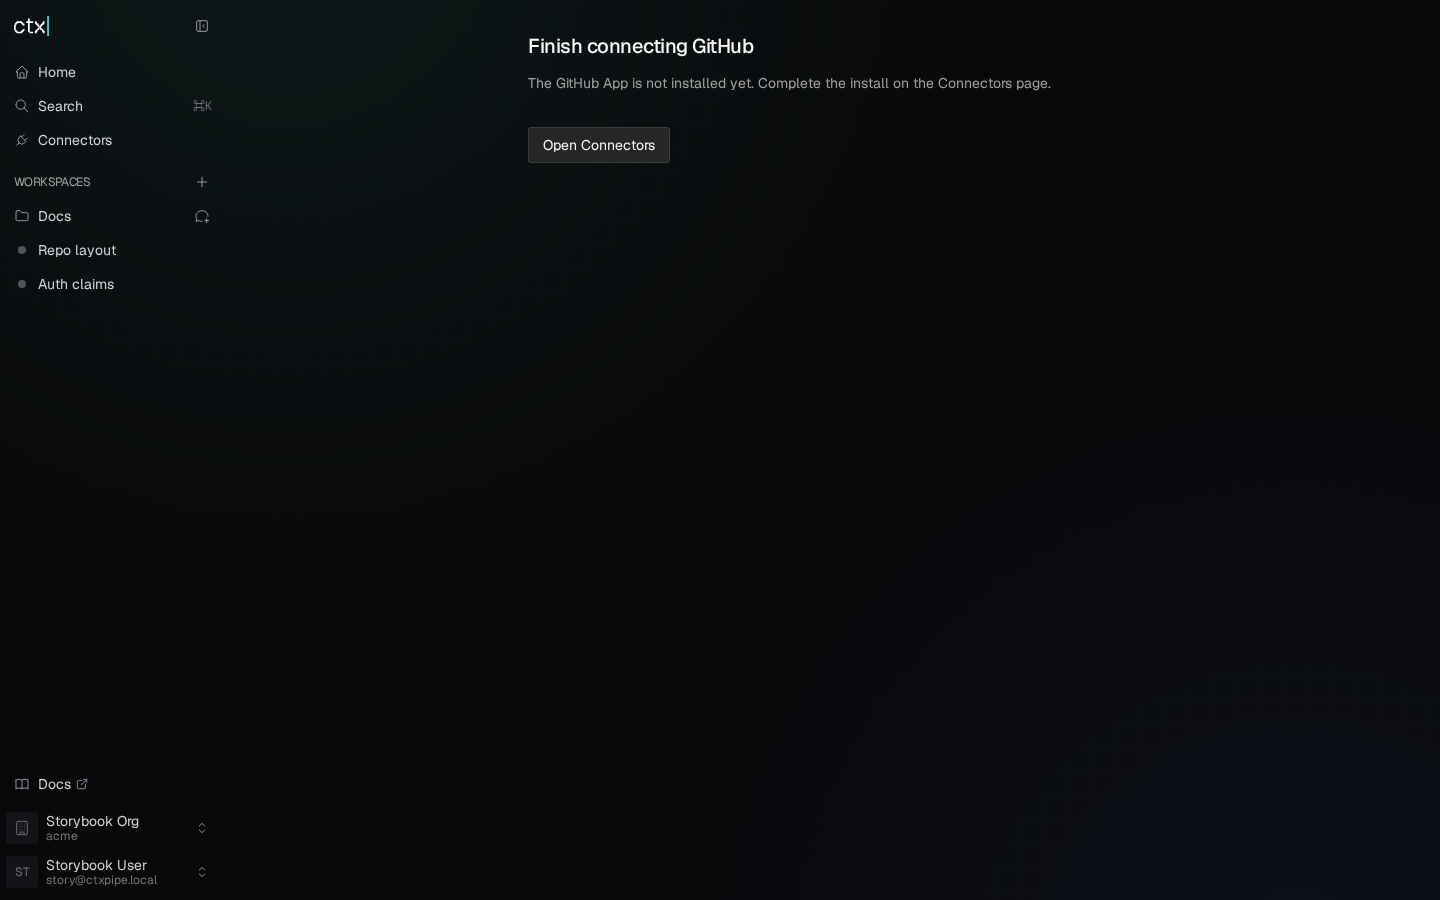 ctx
Home
Search ⌘K
Connectors
WORKSPACES
Docs
Repo layout
Auth claims
Finish connecting GitHub
The GitHub App is not installed yet. Complete the install on the Connectors page.
Open Connectors
Docs
Storybook Org
acme
ST
Storybook User
story@ctxpipe.local